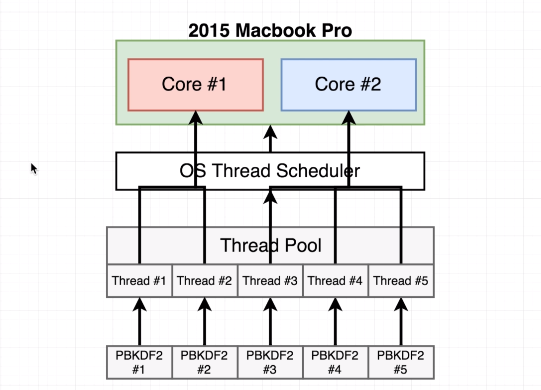 2015 Macbook Pro
Core #1
Core #2
OS Thread Scheduler
Thread Pool
Thread #1
Thread #2
Thread #3
Thread #4
Thread #5
PBKDF2
#1
PBKDF2
#2
PBKDF2
#3
PBKDF2
#4
PBKDF2
#5